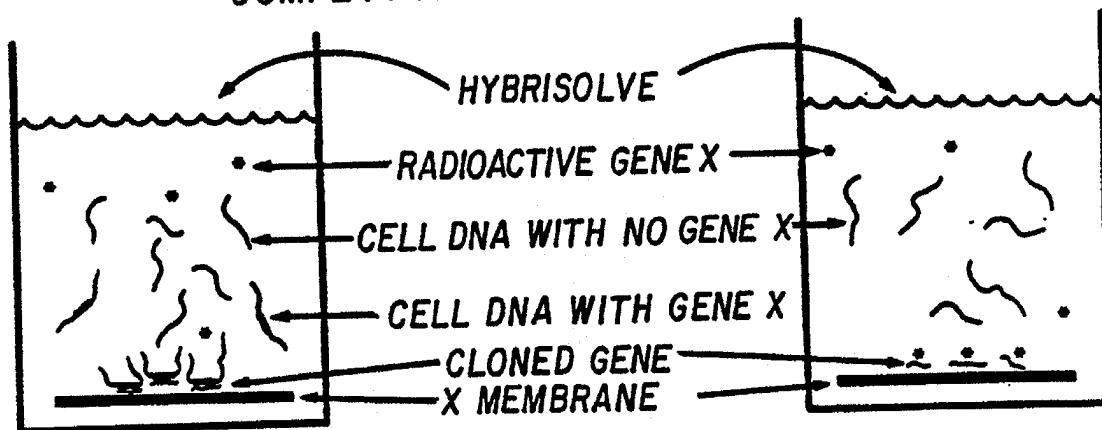 HYBRISOLVE
RADIOACTIVE GENE X
CELL DNA WITH NO GENE X
CELL DNA WITH GENE X
CLONED GENE
X MEMBRANE